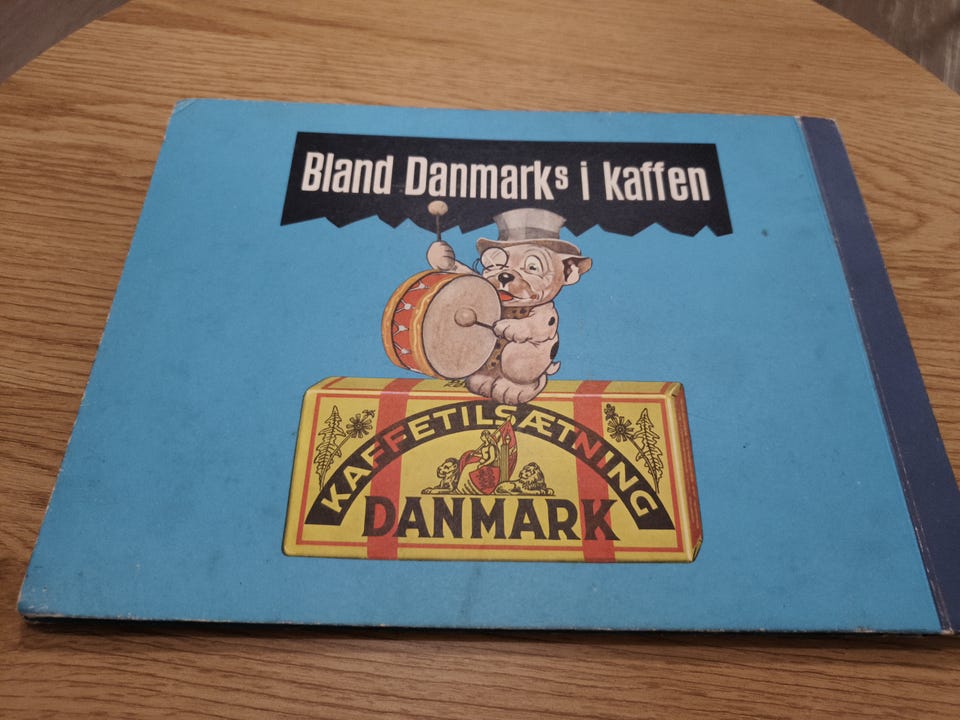 Bland Danmarks i kaffen
KAFFETILSÆTNING
DANMARK